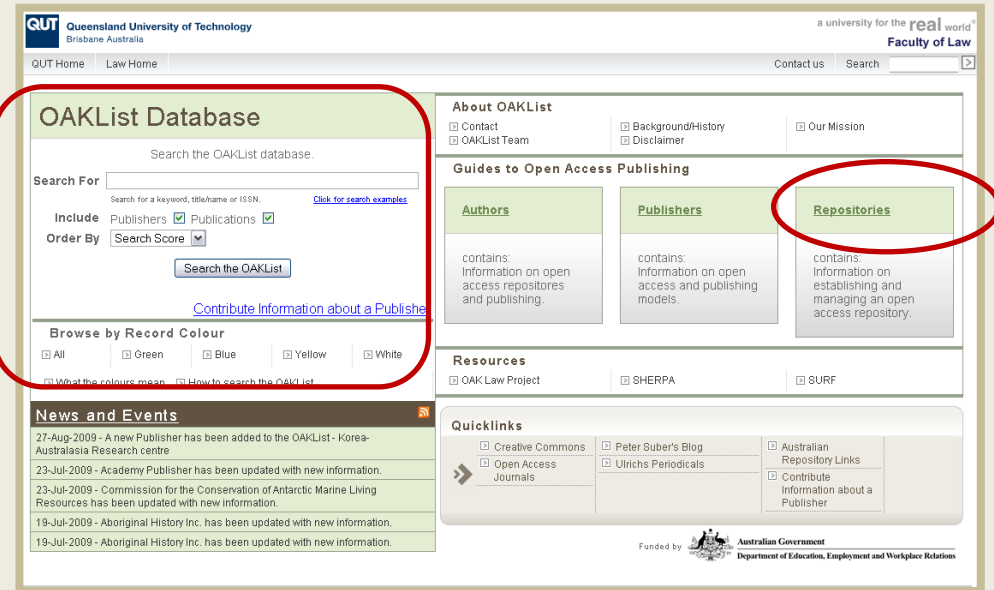 QUT
Queensland University of Technology
Brisbane Australia
a university for the real world®
Faculty of Law
QUT Home Law Home
Contact us Search
OAKList Database
Search the OAKList database.
Search For
Search for a keyword, title/name or ISSN. Click for search examples
Include Publishers Publications
Order By Search Score
Search the OAKList
Contribute Information about a Publishe
Browse by Record Colour
All Green Blue Yellow White
What the colours mean How to search the OAKList
News and Events
27-Aug-2009 - A new Publisher has been added to the OAKList - Korea-
Australasia Research centre
23-Jul-2009 - Academy Publisher has been updated with new information.
23-Jul-2009 - Commission for the Conservation of Antarctic Marine Living
Resources has been updated with new information.
19-Jul-2009 - Aboriginal History Inc. has been updated with new information.
19-Jul-2009 - Aboriginal History Inc. has been updated with new information.
About OAKList
Contact Background/History Our Mission
OAKList Team Disclaimer
Guides to Open Access Publishing
Authors
contains:
Information on open
access repositores
and publishing.
Publishers
contains:
Information on open
access and publishing
models.
Repositories
contains:
Information on
establishing and
managing an open
access repository.
Resources
OAK Law Project SHERPA SURF
Quicklinks
Creative Commons
Open Access
Journals
Peter Suber's Blog
Ulrichs Periodicals
Australian
Repository Links
Contribute
Information about a
Publisher
Funded by
Australian Government
Department of Education, Employment and Workplace Relations